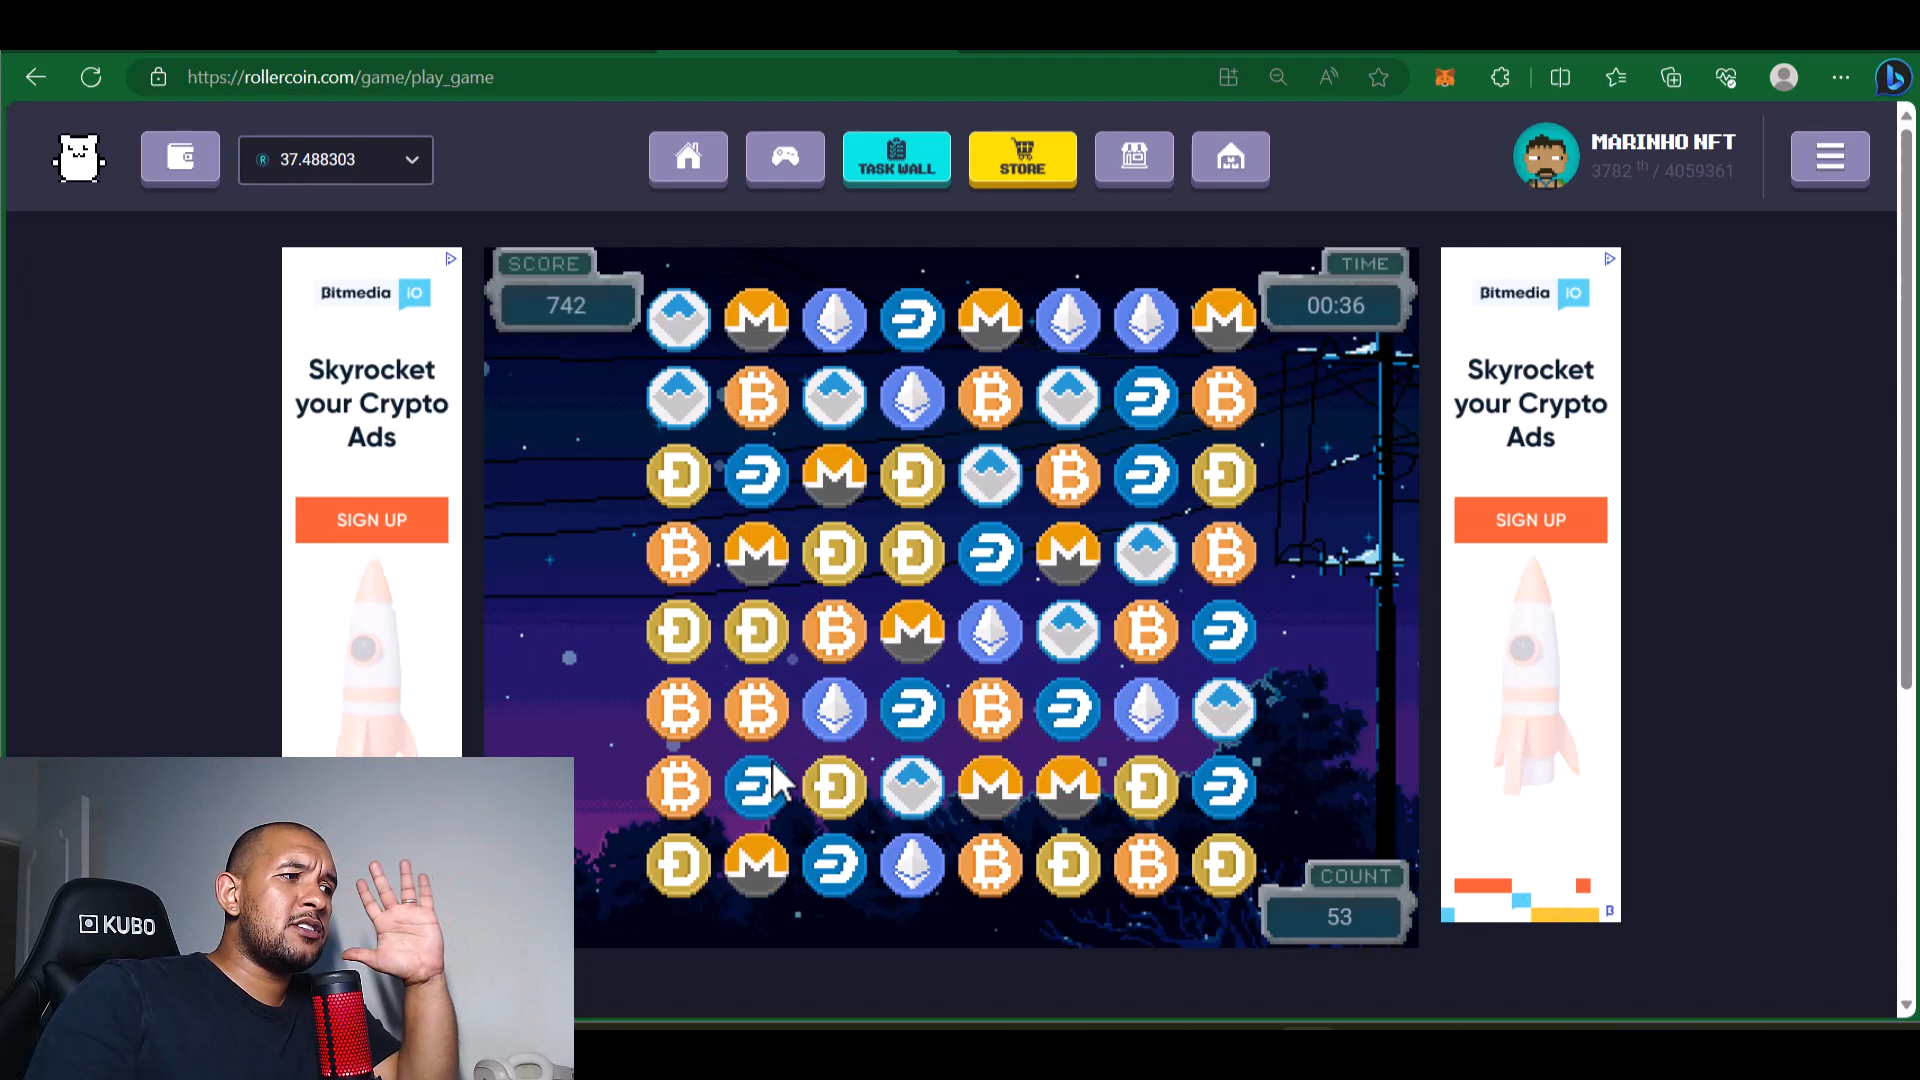 https://rollercoin.com/game/play_game
37.488303
TASK WALL
STORE
MARINHO NFT
3782 th / 4059361
SCORE
742
TIME
00:36
Bitmedia iO
Skyrocket
your Crypto
Ads
SIGN UP
Bitmedia iO
Skyrocket
your Crypto
Ads
SIGN UP
COUNT
53
KUBO